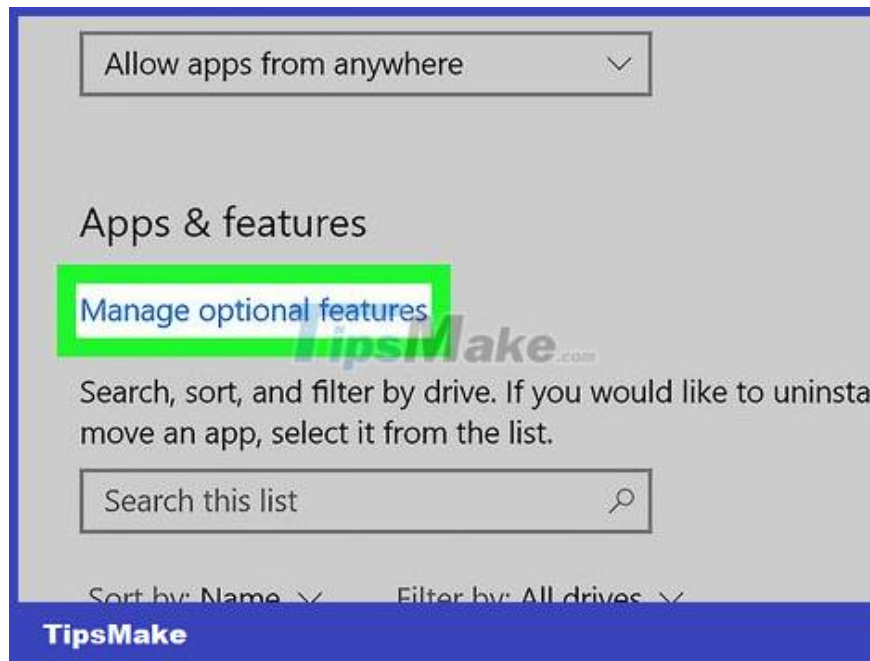 Allow apps from anywhere
Apps & features
Manage optional features
TipsMake.com
Search, sort, and filter by drive. If you would like to uninsta
move an app, select it from the list.
Search this list
Sort by: Name Filter by: All drives
TipsMake